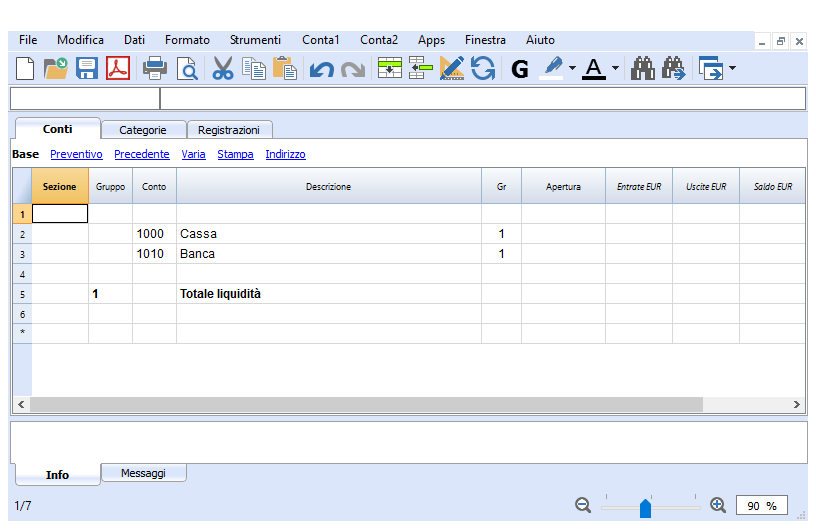 File Modifica Dati Formato Strumenti Conta1 Conta2 Apps Finestra Aiuto
G A
Conti Categorie Registrazioni
Base Preventivo Precedente Varia Stampa Indirizzo
Sezione Gruppo Conto Descrizione Gr Apertura Entrate EUR Uscite EUR Saldo EUR
1
2 1000 Cassa 1
3 1010 Banca 1
4
5 1 Totale liquidità
6
*
Info Messaggi
1/7 90 %